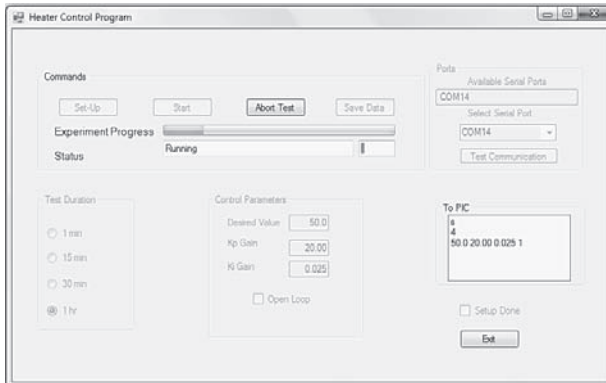 Heater Control Program
Commands
Set-Up Start Abort Test Save Data
Experiment Progress
Status Running
Ports
Available Serial Ports
COM14
Select Serial Port
COM14
Test Communication
Test Duration
1 min
15 min
30 min
1 hr
Control Parameters
Desired Value 50.0
Kp Gain 20.00
Ki Gain 0.025
Open Loop
To PIC
s
4
50.0 20.00 0.025 1
Setup Done
Exit